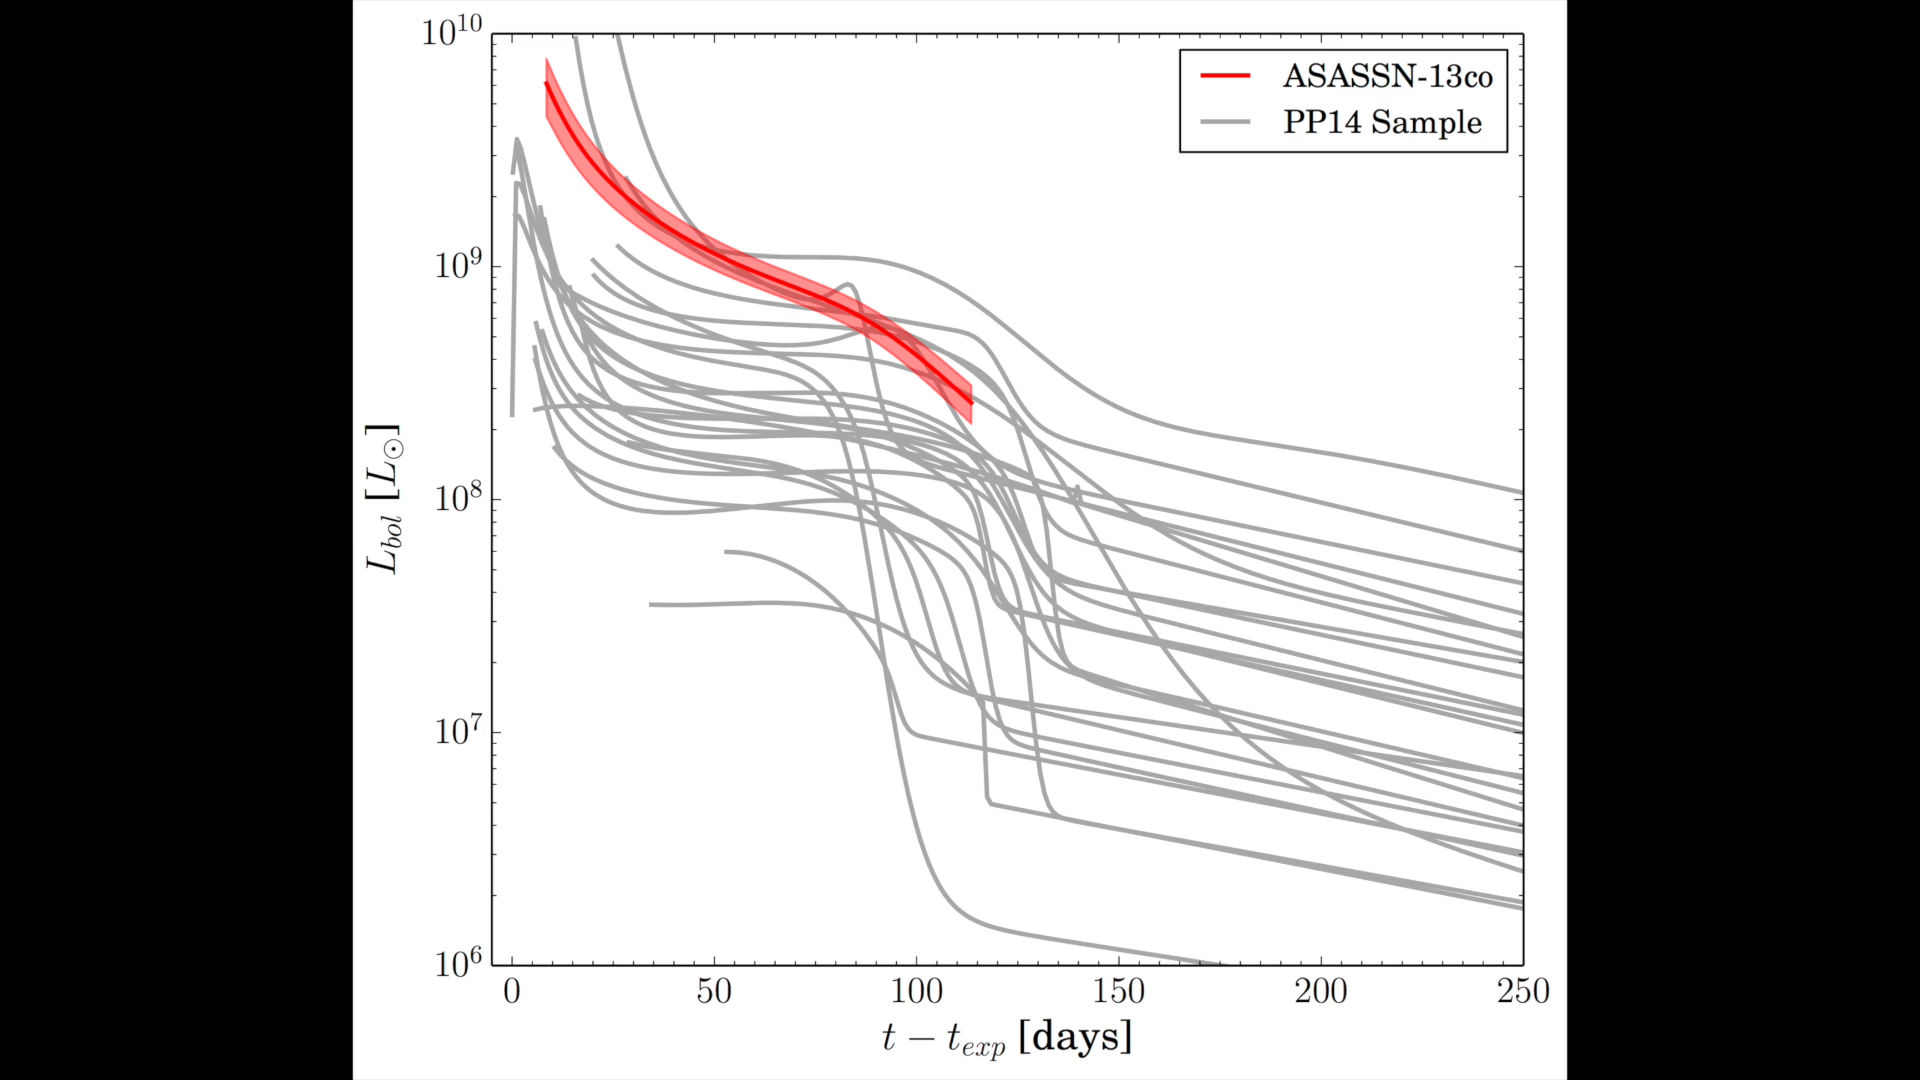 10^10
10^9
10^8
10^7
10^6
L_bol [L_⊙]
ASASSN-13co
PP14 Sample
0 50 100 150 200 250
t − t_exp [days]